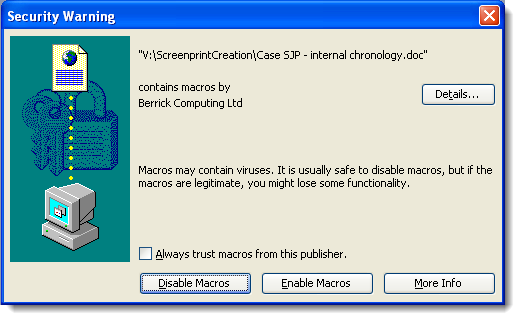 Security Warning
"V:\ScreenprintCreation\Case SJP - internal chronology.doc"
contains macros by
Berrick Computing Ltd
Details...
Macros may contain viruses. It is usually safe to disable macros, but if the
macros are legitimate, you might lose some functionality.
Always trust macros from this publisher.
Disable Macros
Enable Macros
More Info